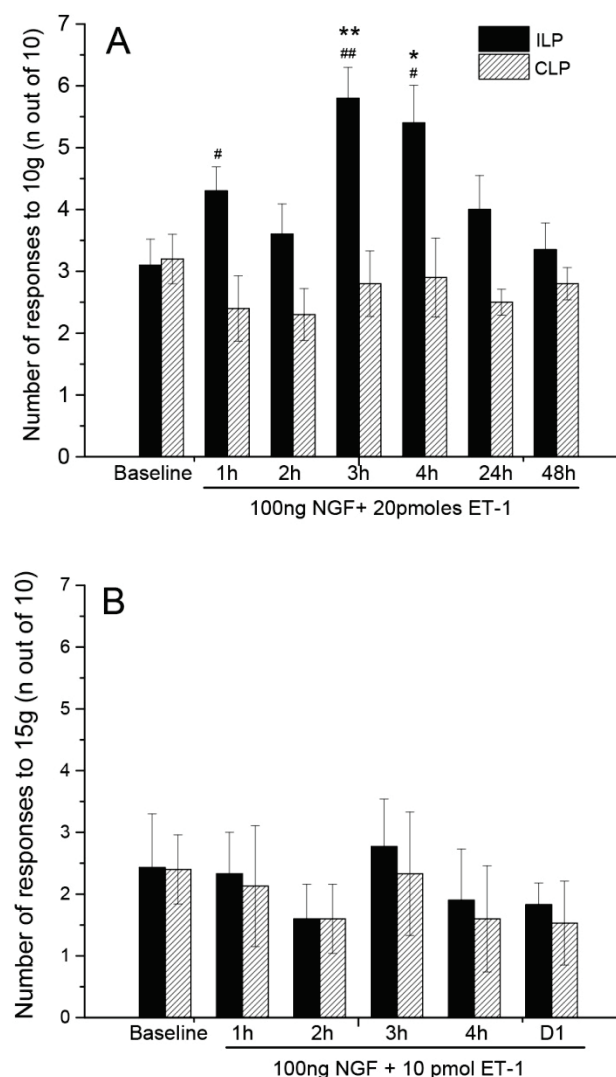 A
ILP
CLP
Number of responses to 10g (n out of 10)
7
6
5
4
3
2
1
0
**
##
*
#
#
Baseline 1h 2h 3h 4h 24h 48h
100ng NGF+ 20pmoles ET-1
B
Number of responses to 15g (n out of 10)
7
6
5
4
3
2
1
0
Baseline 1h 2h 3h 4h D1
100ng NGF + 10 pmol ET-1